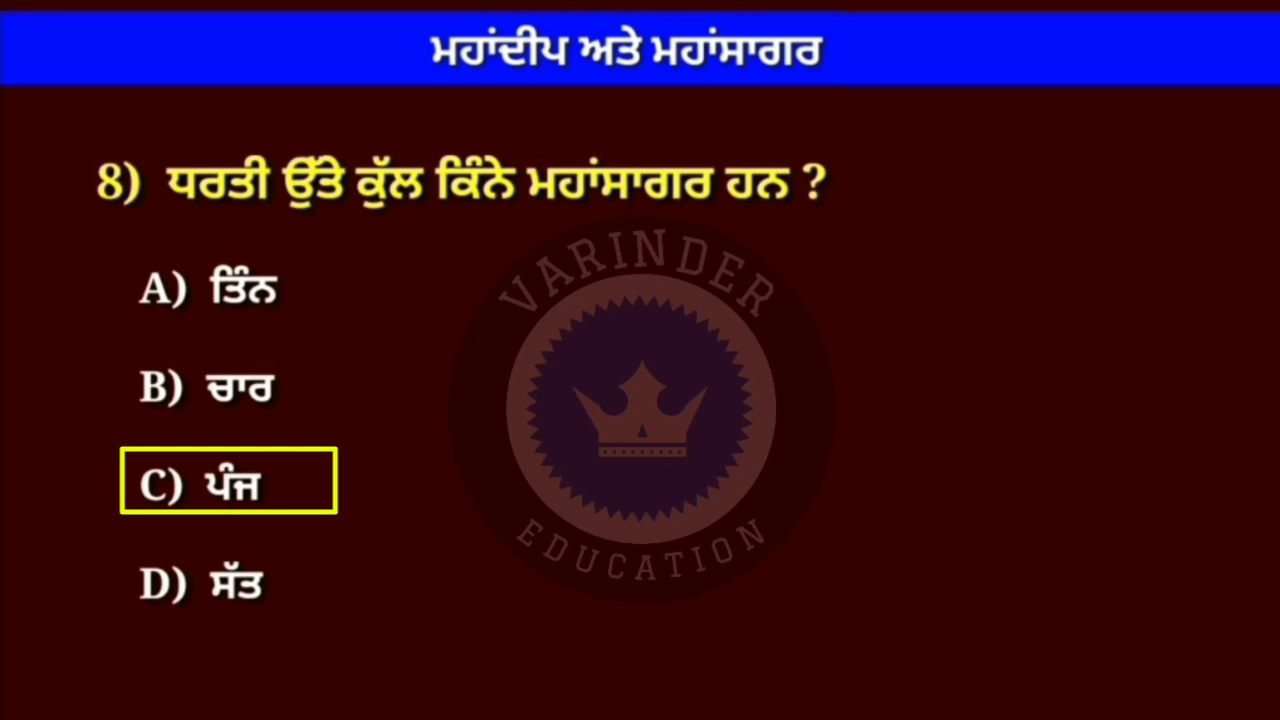 ਮਹਾਂਦੀਪ ਅਤੇ ਮਹਾਂਸਾਗਰ
8) ਧਰਤੀ ਉੱਤੇ ਕੁੱਲ ਕਿੰਨੇ ਮਹਾਂਸਾਗਰ ਹਨ ?
A) ਤਿੰਨ
B) ਚਾਰ
C) ਪੰਜ
D) ਸੱਤ
VARINDER
EDUCATION